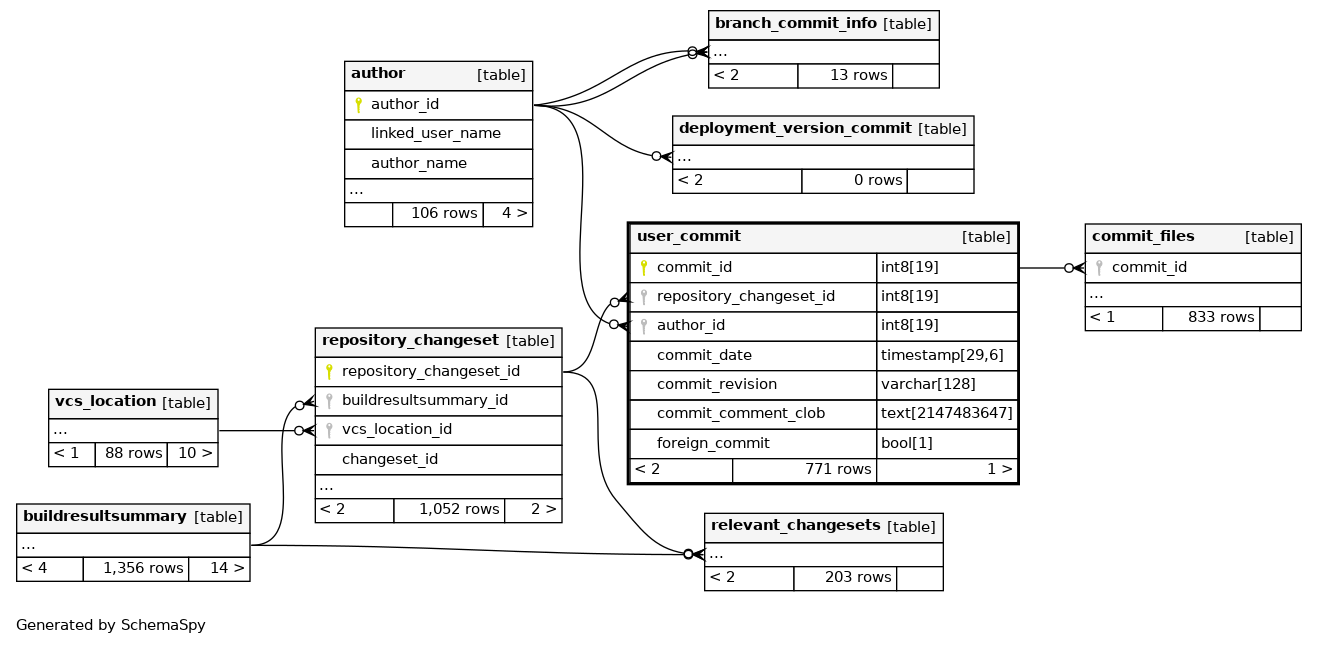 branch_commit_info [table]
...
< 2 13 rows
author [table]
author_id
linked_user_name
author_name
...
106 rows 4 >
deployment_version_commit [table]
...
< 2 0 rows
user_commit [table]
commit_id int8[19]
repository_changeset_id int8[19]
author_id int8[19]
commit_date timestamp[29,6]
commit_revision varchar[128]
commit_comment_clob text[2147483647]
foreign_commit bool[1]
< 2 771 rows 1 >
commit_files [table]
commit_id
...
< 1 833 rows
repository_changeset [table]
repository_changeset_id
buildresultsummary_id
vcs_location_id
changeset_id
...
< 2 1,052 rows 2 >
vcs_location [table]
...
< 1 88 rows 10 >
buildresultsummary [table]
...
< 4 1,356 rows 14 >
relevant_changesets [table]
...
< 2 203 rows
Generated by SchemaSpy